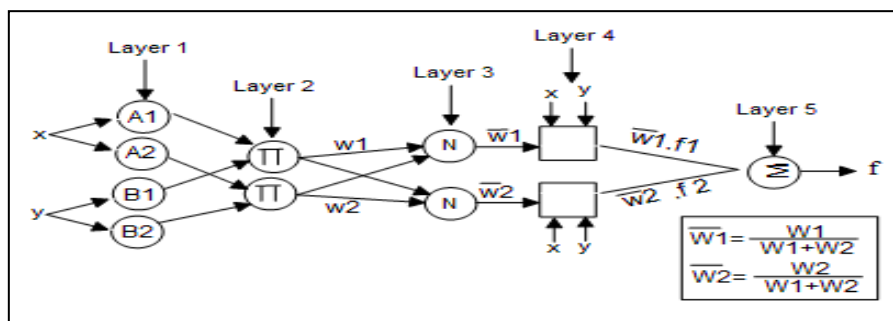 Layer 1
Layer 2
Layer 3
Layer 4
Layer 5
x
y
A1
A2
B1
B2
∏
∏
w1
w2
N
N
w̅1
w̅2
x y
x y
w̅1.f1
w̅2 .f2
Σ
f
W̅1= W1 / W1+W2
W̅2= W2 / W1+W2